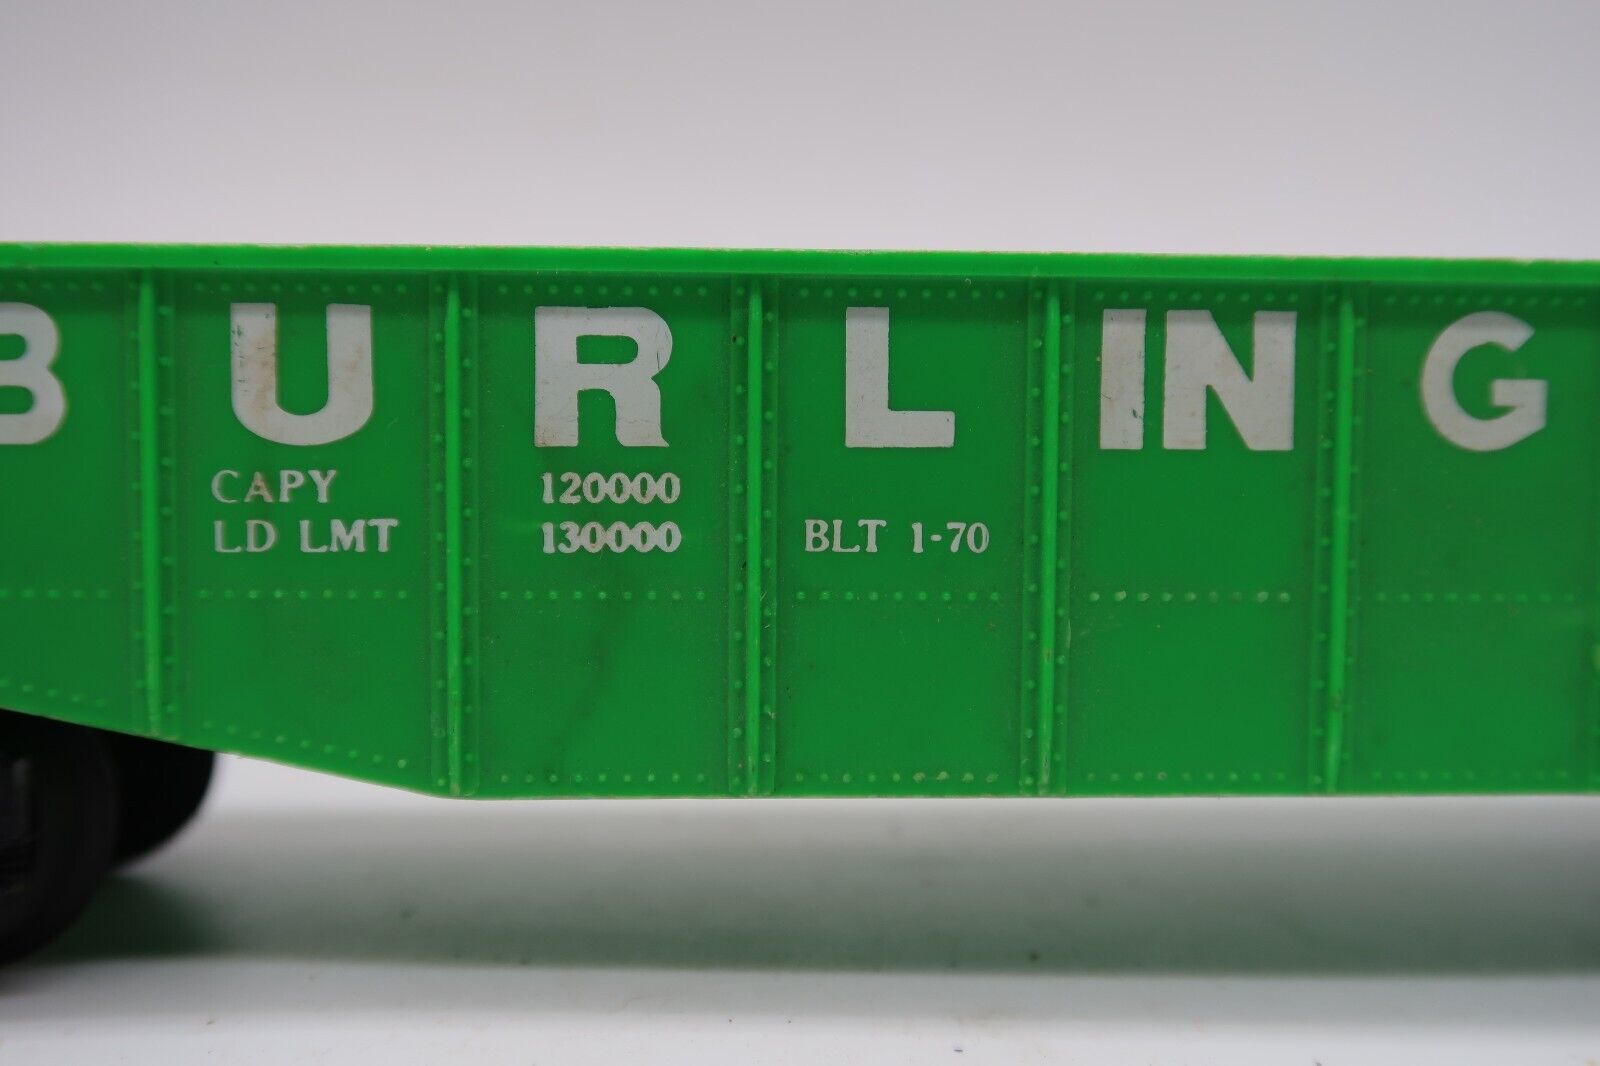 BURLING
CAPY 120000
LD LMT 130000 BLT 1-70